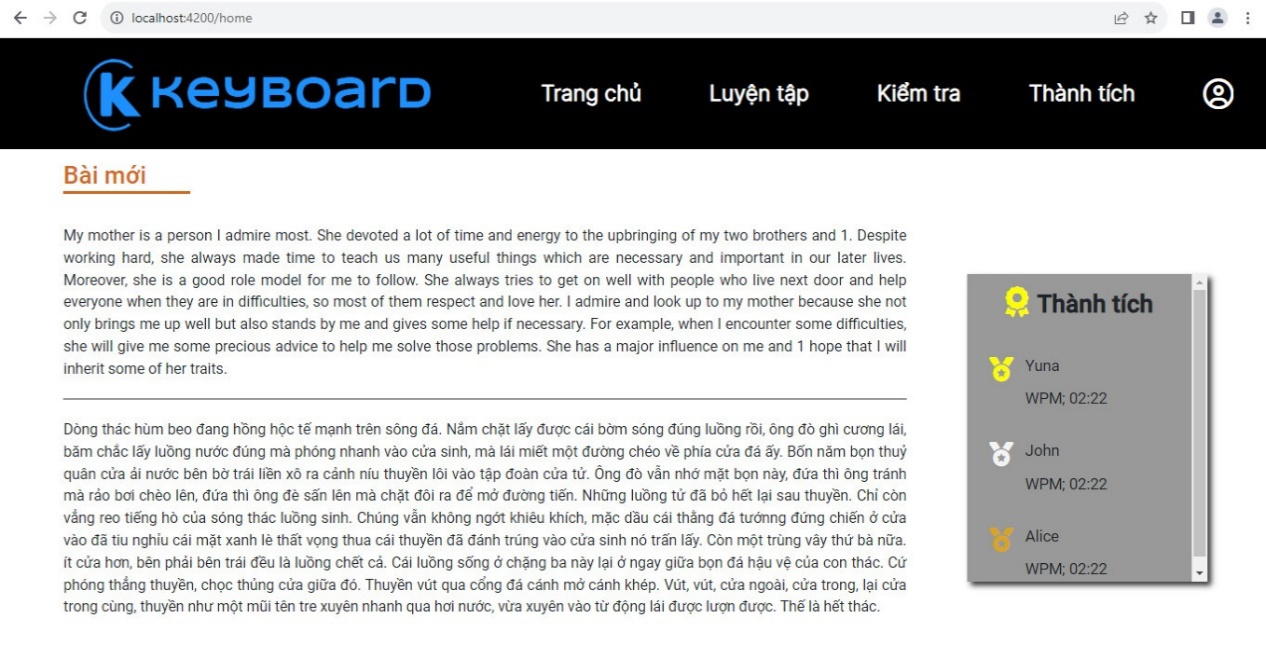 localhost:4200/home
K KEYBOARD
Trang chủ
Luyện tập
Kiểm tra
Thành tích
Bài mới
My mother is a person I admire most. She devoted a lot of time and energy to the upbringing of my two brothers and 1. Despite
working hard, she always made time to teach us many useful things which are necessary and important in our later lives.
Moreover, she is a good role model for me to follow. She always tries to get on well with people who live next door and help
everyone when they are in difficulties, so most of them respect and love her. I admire and look up to my mother because she not
only brings me up well but also stands by me and gives some help if necessary. For example, when I encounter some difficulties,
she will give me some precious advice to help me solve those problems. She has a major influence on me and 1 hope that I will
inherit some of her traits.
Dòng thác hùm beo đang hồng hộc tế mạnh trên sông đá. Nắm chặt lấy được cái bờm sóng đúng luồng rồi, ông đò ghì cương lái,
băm chắc lấy luồng nước đúng mà phóng nhanh vào cửa sinh, mà lái miết một đường chéo về phía cửa đá ấy. Bốn năm bọn thuỷ
quân cửa ải nước bên bờ trái liền xô ra cảnh níu thuyền lôi vào tập đoàn cửa tử. Ông đò vẫn nhớ mặt bọn này, đứa thì ông tránh
mà rảo bơi chèo lên, đứa thì ông đè sấn lên mà chặt đôi ra để mở đường tiến. Những luồng tử đã bỏ hết lại sau thuyền. Chỉ còn
vẳng reo tiếng hò của sóng thác luồng sinh. Chúng vẫn không ngớt khiêu khích, mặc dầu cái thằng đá tướnng đứng chiến ở cửa
vào đã tiu nghỉu cái mặt xanh lè thất vọng thua cái thuyền đã đánh trúng vào cửa sinh nó trấn lấy. Còn một trùng vây thứ bà nữa.
ít cửa hơn, bên phải bên trái đều là luồng chết cả. Cái luồng sống ở chặng ba này lại ở ngay giữa bọn đá hậu vệ của con thác. Cứ
phóng thẳng thuyền, chọc thủng cửa giữa đó. Thuyền vút qua cổng đá cánh mở cánh khép. Vút, vút, cửa ngoài, cửa trong, lại cửa
trong cùng, thuyền như một mũi tên tre xuyên nhanh qua hơi nước, vừa xuyên vào từ động lái được lượn được. Thế là hết thác.
Thành tích
Yuna
WPM; 02:22
John
WPM; 02:22
Alice
WPM; 02:22